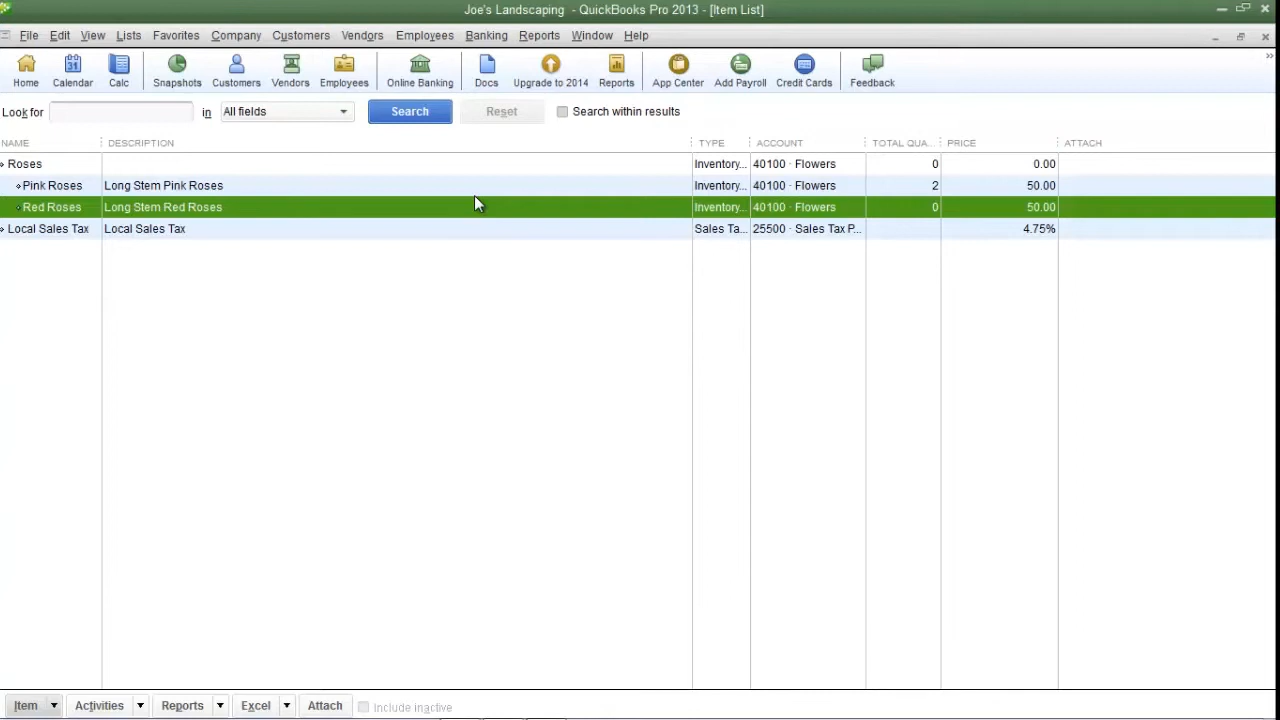 Joe's Landscaping - QuickBooks Pro 2013 - [Item List]
File Edit View Lists Favorites Company Customers Vendors Employees Banking Reports Window Help
Home Calendar Calc Snapshots Customers Vendors Employees Online Banking Docs Upgrade to 2014 Reports App Center Add Payroll Credit Cards Feedback
Look for in All fields Search Reset Search within results
NAME DESCRIPTION TYPE ACCOUNT TOTAL QUA... PRICE ATTACH
Roses Inventory... 40100 · Flowers 0 0.00
Pink Roses Long Stem Pink Roses Inventory... 40100 · Flowers 2 50.00
Red Roses Long Stem Red Roses Inventory... 40100 · Flowers 0 50.00
Local Sales Tax Local Sales Tax Sales Ta... 25500 · Sales Tax P... 4.75%
Item Activities Reports Excel Attach Include inactive